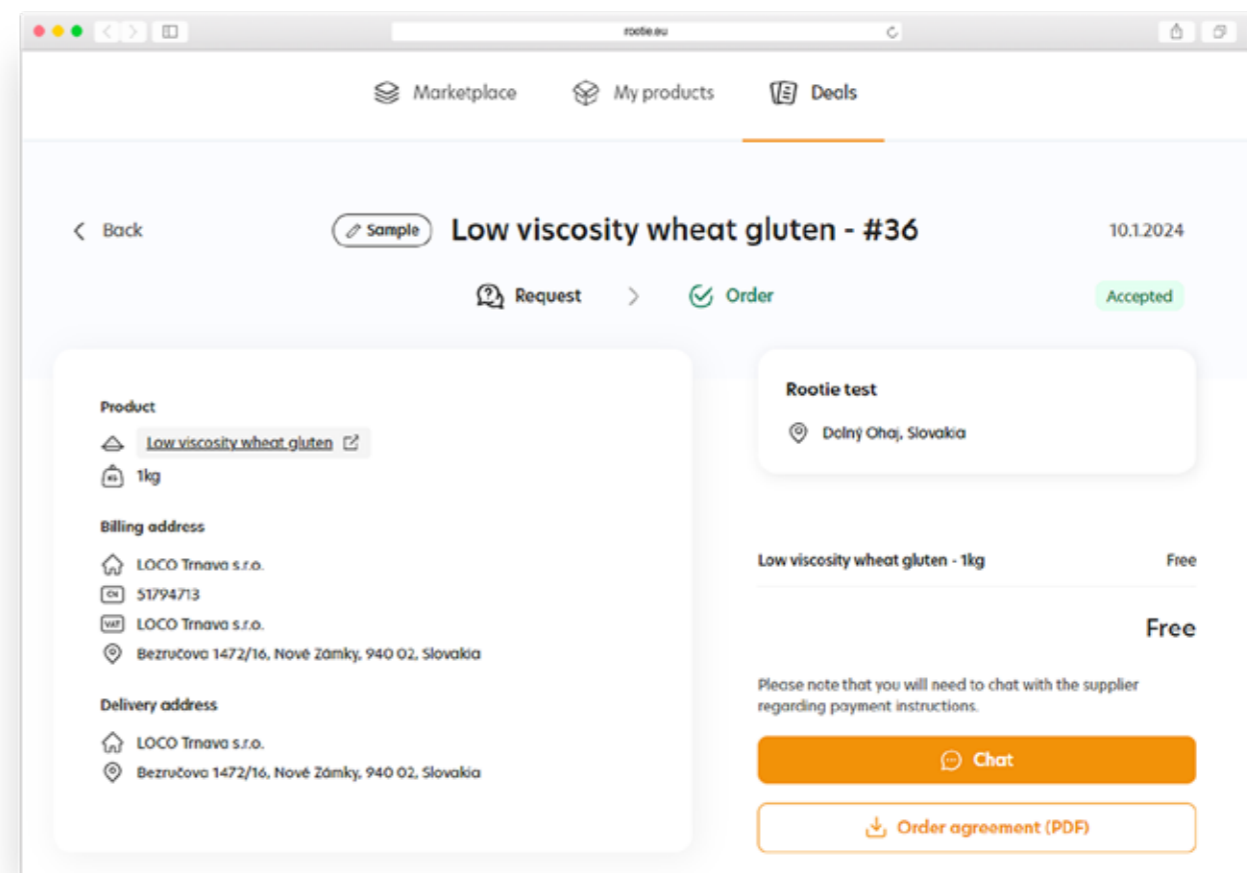 rootie.eu
Marketplace
My products
Deals
Back
Sample
Low viscosity wheat gluten - #36
10.1.2024
Request
Order
Accepted
Product
Low viscosity wheat gluten
KG
1kg
Billing address
LOCO Trnava s.r.o.
CN
51794713
VAT
LOCO Trnava s.r.o.
Bezručova 1472/16, Nové Zámky, 940 02, Slovakia
Delivery address
LOCO Trnava s.r.o.
Bezručova 1472/16, Nové Zámky, 940 02, Slovakia
Rootie test
Dolný Ohaj, Slovakia
Low viscosity wheat gluten - 1kg
Free
Free
Please note that you will need to chat with the supplier
regarding payment instructions.
Chat
Order agreement (PDF)